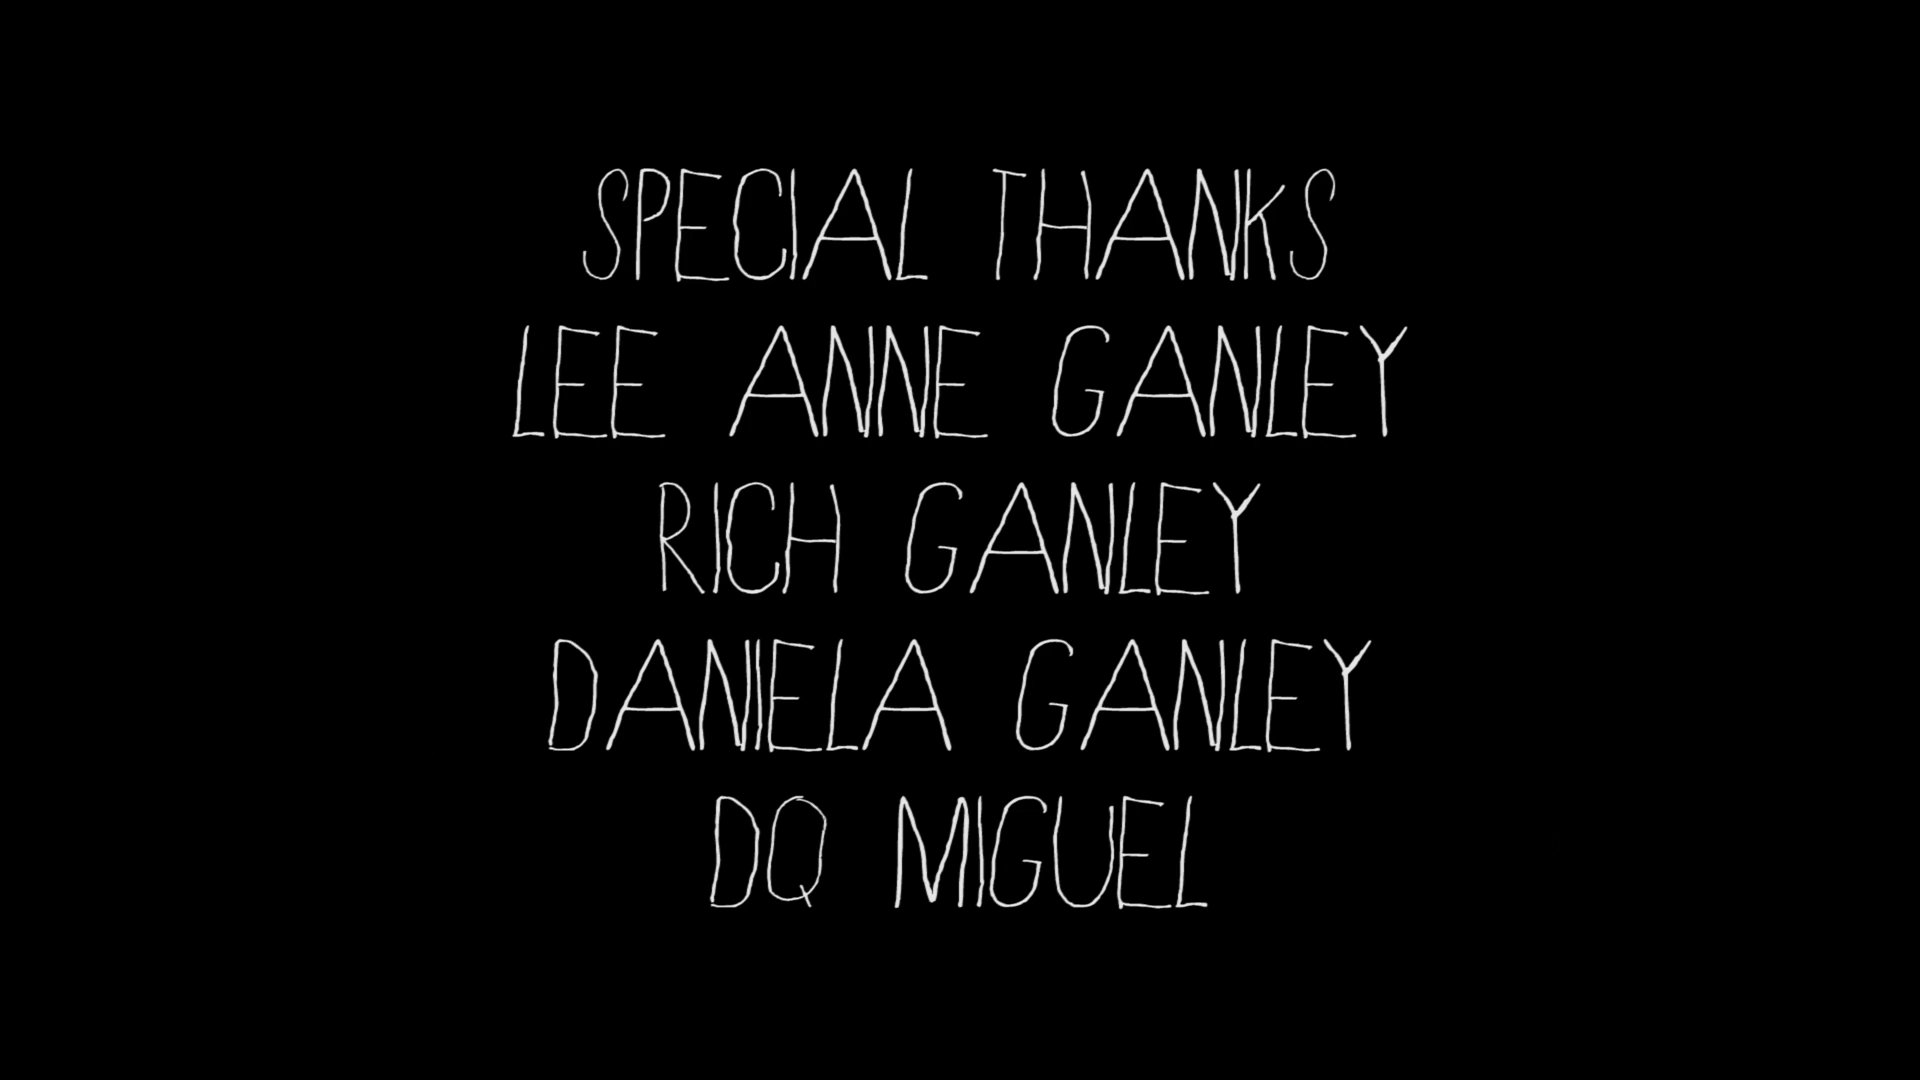 SPECIAL THANKS
LEE ANNE GANLEY
RICH GANLEY
DANIELA GANLEY
DQ MIGUEL